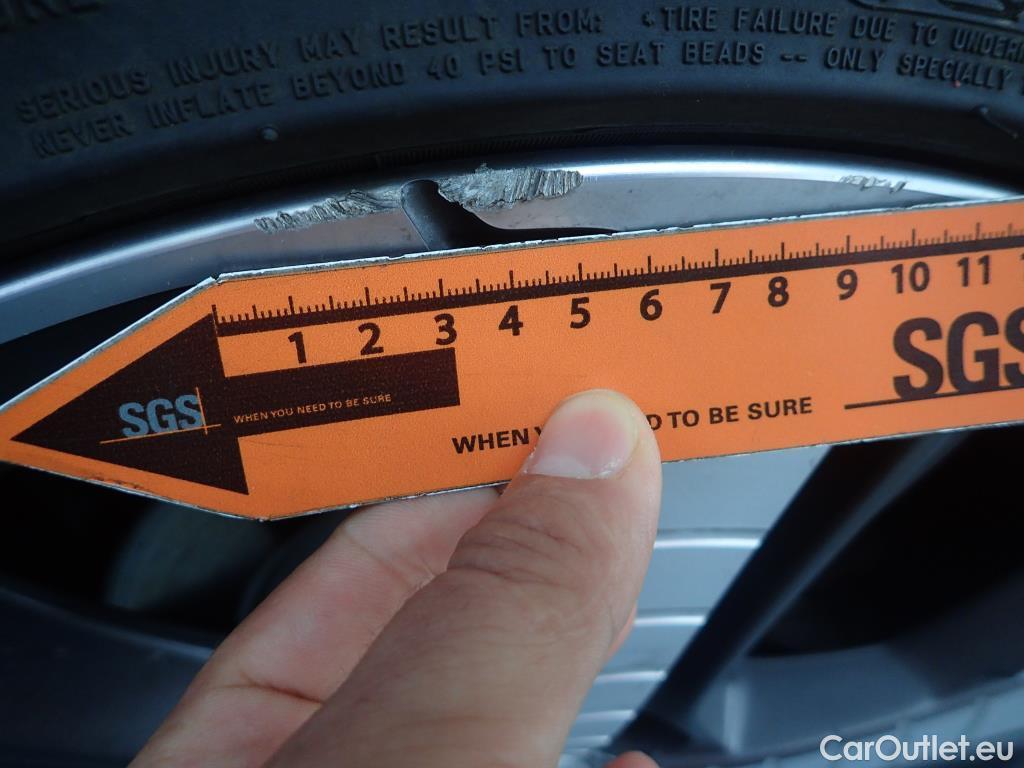 SERIOUS INJURY MAY RESULT FROM: •TIRE FAILURE DUE TO
NEVER INFLATE BEYOND 40 PSI TO SEAT BEADS -- ONLY SPECIALLY
1 2 3 4 5 6 7 8 9 10 11
SGS
SGS
WHEN YOU NEED TO BE SURE
WHEN TO BE SURE
CarOutlet.eu